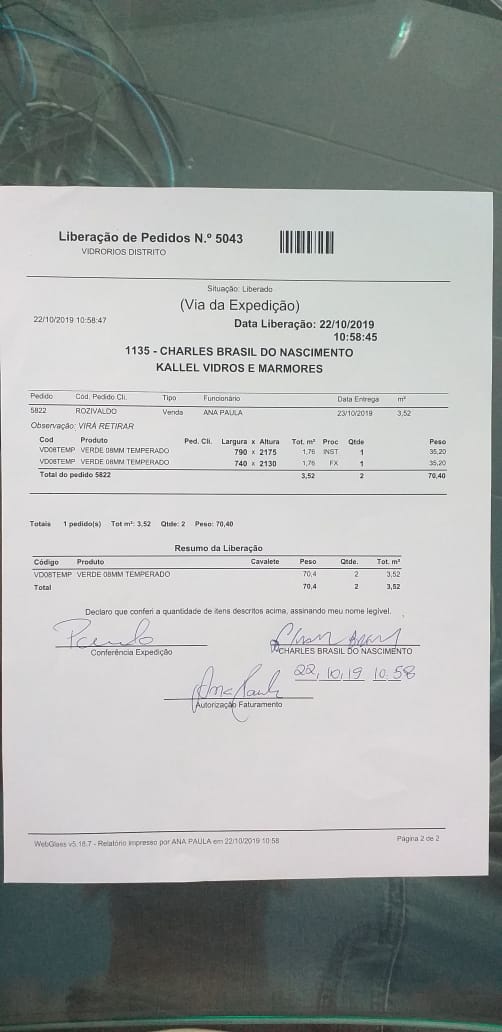 Liberação de Pedidos N.º 5043
VIDRORIOS DISTRITO
Situação: Liberado
(Via da Expedição)
22/10/2019 10:58:47
Data Liberação: 22/10/2019
10:58:45
1135 - CHARLES BRASIL DO NASCIMENTO
KALLEL VIDROS E MARMORES
Pedido Cód. Pedido Cli. Tipo Funcionário Data Entrega m²
5822 ROZIVALDO Venda ANA PAULA 23/10/2019 3,52
Observação: VIRÁ RETIRAR
Cod Produto Ped. Cli. Largura x Altura Tot. m² Proc Qtde Peso
VD08TEMP VERDE 08MM TEMPERADO 790 x 2175 1,76 INST 1 35,20
VD08TEMP VERDE 08MM TEMPERADO 740 x 2130 1,76 FX 1 35,20
Total do pedido 5822 3,52 2 70,40
Totais 1 pedido(s) Tot m²: 3,52 Qtde: 2 Peso: 70,40
Resumo da Liberação
Código Produto Cavalete Peso Qtde. Tot. m²
VD08TEMP VERDE 08MM TEMPERADO 70,4 2 3,52
Total 70,4 2 3,52
Declaro que conferi a quantidade de itens descritos acima, assinando meu nome legível.
Paulo
Conferência Expedição
CHARLES BRASIL DO NASCIMENTO
22, 10, 19 10:58
Ana Paula
Autorização Faturamento
WebGlass v5.18.7 - Relatório impresso por ANA PAULA em 22/10/2019 10:58
Página 2 de 2